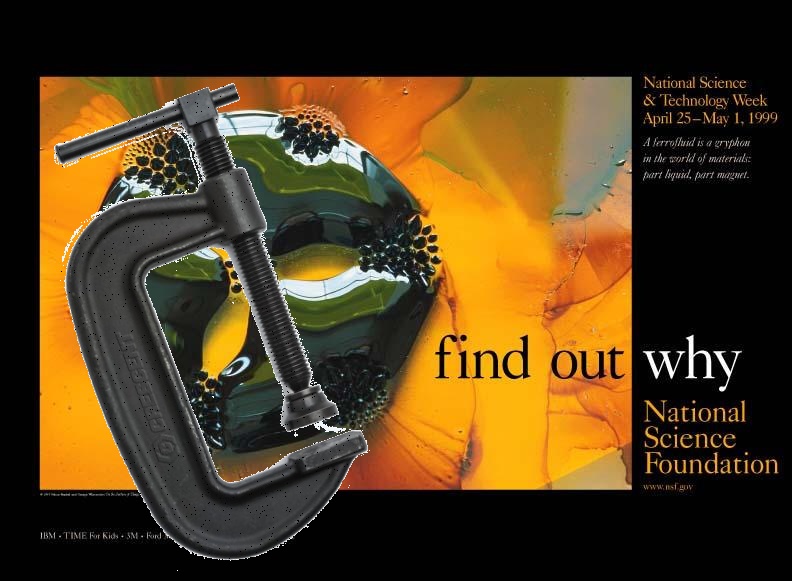 National Science
& Technology Week
April 25–May 1, 1999
A ferrofluid is a gryphon
in the world of materials:
part liquid, part magnet.
find out why
National
Science
Foundation
www.nsf.gov
IBM • TIME For Kids • 3M • Ford